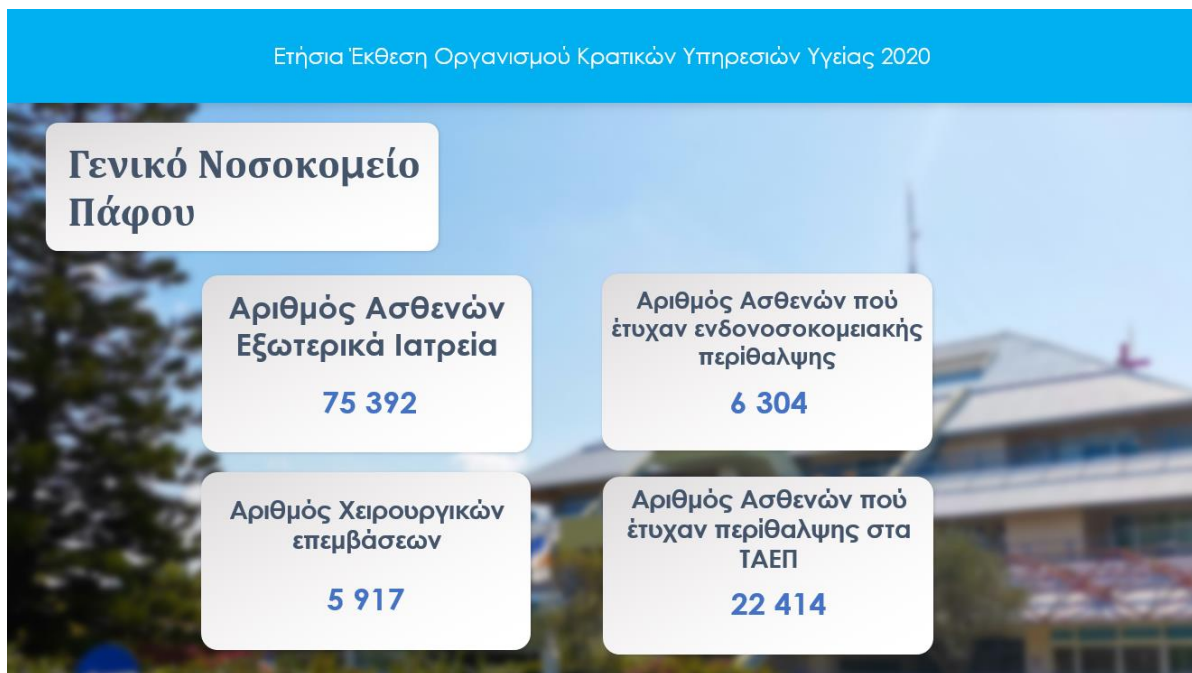 Ετήσια Έκθεση Οργανισμού Κρατικών Υπηρεσιών Υγείας 2020
Γενικό Νοσοκομείο
Πάφου
Αριθμός Ασθενών
Εξωτερικά Ιατρεία
75 392
Αριθμός Ασθενών πού
έτυχαν ενδονοσοκομειακής
περίθαλψης
6 304
Αριθμός Χειρουργικών
επεμβάσεων
5 917
Αριθμός Ασθενών πού
έτυχαν περίθαλψης στα
ΤΑΕΠ
22 414